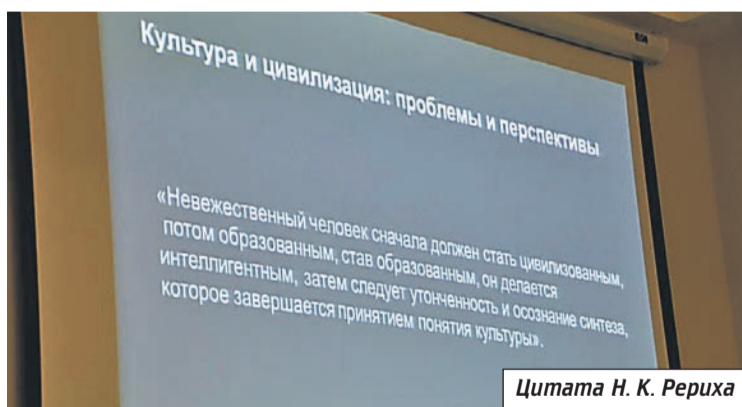 Культура и цивилизация: проблемы и перспективы
«Невежественный человек сначала должен стать цивилизованным,
потом образованным, став образованным, он делается
интеллигентным, затем следует утонченность и осознание синтеза,
которое завершается принятием понятия культуры».
Цитата Н. К. Рериха